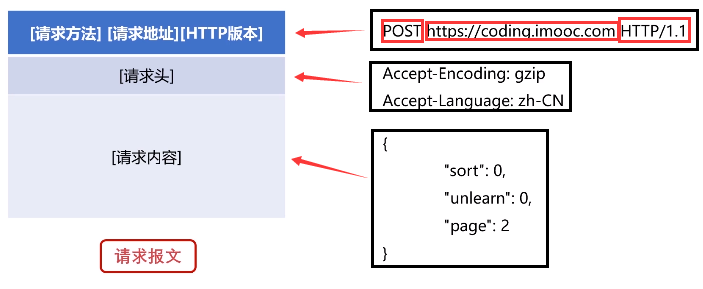 [请求方法] [请求地址][HTTP版本]
POST https://coding.imooc.com HTTP/1.1
[请求头]
Accept-Encoding: gzip
Accept-Language: zh-CN
[请求内容]
{
"sort": 0,
"unlearn": 0,
"page": 2
}
请求报文